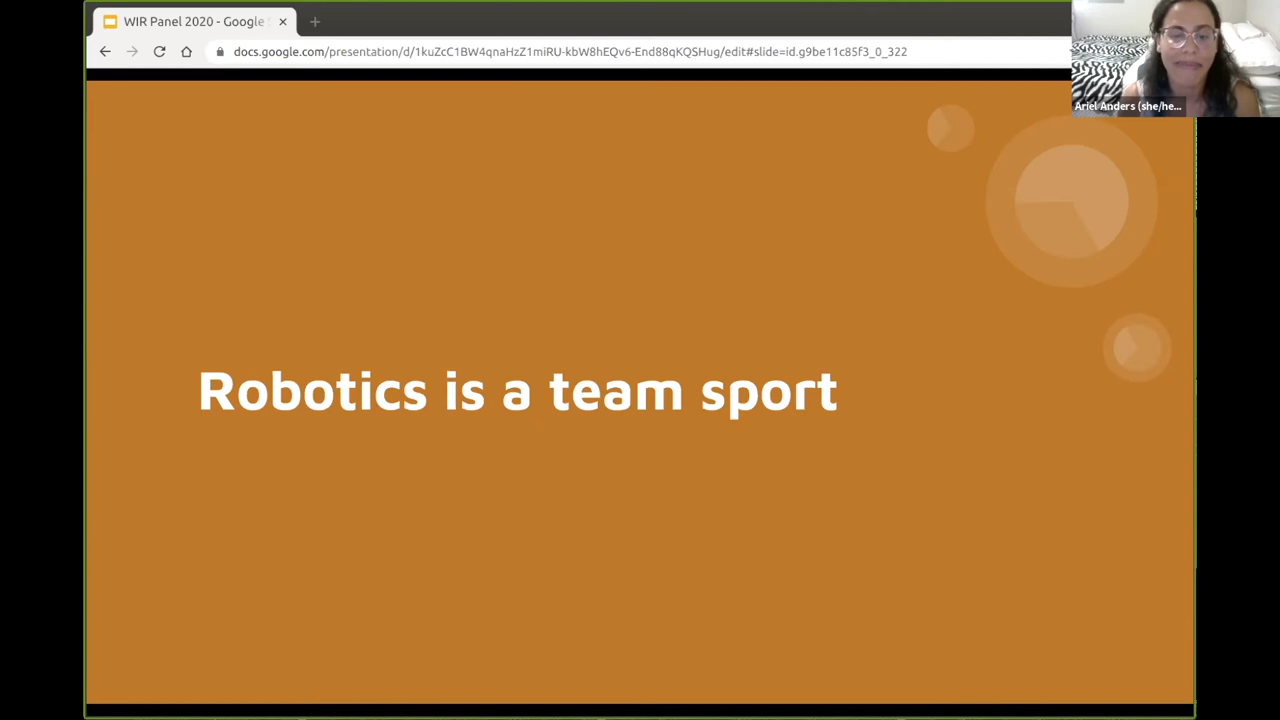 WIR Panel 2020 - Google
docs.google.com/presentation/d/1kuZcC1BW4qnaHzZ1miRU-kbW8hEQv6-End88qKQSHug/edit#slide=id.g9be11c85f3_0_322
Ariel Anders (she/he...
Robotics is a team sport